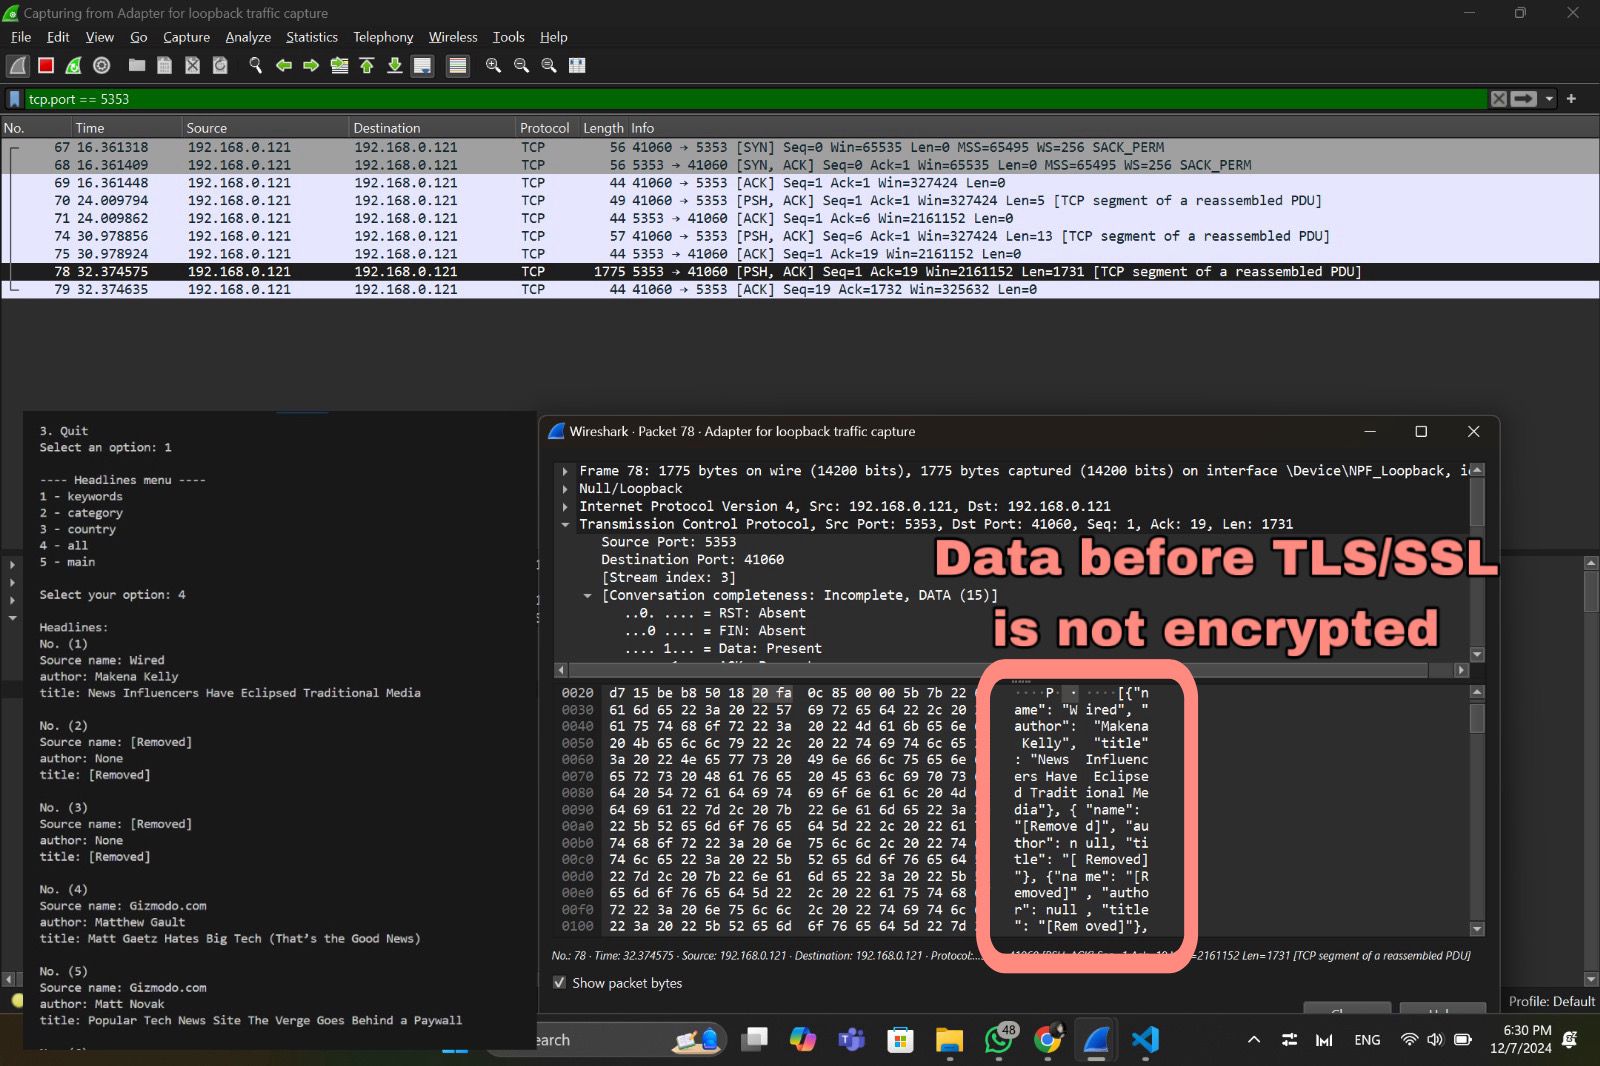 Capturing from Adapter for loopback traffic capture
File Edit View Go Capture Analyze Statistics Telephony Wireless Tools Help
tcp.port == 5353
No. Time Source Destination Protocol Length Info
67 16.361318 192.168.0.121 192.168.0.121 TCP 56 41060 → 5353 [SYN] Seq=0 Win=65535 Len=0 MSS=65495 WS=256 SACK_PERM
68 16.361409 192.168.0.121 192.168.0.121 TCP 56 5353 → 41060 [SYN, ACK] Seq=0 Ack=1 Win=65535 Len=0 MSS=65495 WS=256 SACK_PERM
69 16.361448 192.168.0.121 192.168.0.121 TCP 44 41060 → 5353 [ACK] Seq=1 Ack=1 Win=327424 Len=0
70 24.009794 192.168.0.121 192.168.0.121 TCP 49 41060 → 5353 [PSH, ACK] Seq=1 Ack=1 Win=327424 Len=5 [TCP segment of a reassembled PDU]
71 24.009862 192.168.0.121 192.168.0.121 TCP 44 5353 → 41060 [ACK] Seq=1 Ack=6 Win=2161152 Len=0
74 30.978856 192.168.0.121 192.168.0.121 TCP 57 41060 → 5353 [PSH, ACK] Seq=6 Ack=1 Win=327424 Len=13 [TCP segment of a reassembled PDU]
75 30.978924 192.168.0.121 192.168.0.121 TCP 44 5353 → 41060 [ACK] Seq=1 Ack=19 Win=2161152 Len=0
78 32.374575 192.168.0.121 192.168.0.121 TCP 1775 5353 → 41060 [PSH, ACK] Seq=1 Ack=19 Win=2161152 Len=1731 [TCP segment of a reassembled PDU]
79 32.374635 192.168.0.121 192.168.0.121 TCP 44 41060 → 5353 [ACK] Seq=19 Ack=1732 Win=325632 Len=0
3. Quit
Select an option: 1
---- Headlines menu ----
1 - keywords
2 - category
3 - country
4 - all
5 - main
Select your option: 4
Headlines:
No. (1)
Source name: Wired
author: Makena Kelly
title: News Influencers Have Eclipsed Traditional Media
No. (2)
Source name: [Removed]
author: None
title: [Removed]
No. (3)
Source name: [Removed]
author: None
title: [Removed]
No. (4)
Source name: Gizmodo.com
author: Matthew Gault
title: Matt Gaetz Hates Big Tech (That’s the Good News)
No. (5)
Source name: Gizmodo.com
author: Matt Novak
title: Popular Tech News Site The Verge Goes Behind a Paywall
Wireshark · Packet 78 · Adapter for loopback traffic capture
Frame 78: 1775 bytes on wire (14200 bits), 1775 bytes captured (14200 bits) on interface \Device\NPF_Loopback,
Null/Loopback
Internet Protocol Version 4, Src: 192.168.0.121, Dst: 192.168.0.121
Transmission Control Protocol, Src Port: 5353, Dst Port: 41060, Seq: 1, Ack: 19, Len: 1731
Source Port: 5353
Destination Port: 41060
[Stream index: 3]
[Conversation completeness: Incomplete, DATA (15)]
..0. .... = RST: Absent
...0 .... = FIN: Absent
.... 1... = Data: Present
Data before TLS/SSL
is not encrypted
0020 d7 15 be b8 50 18 20 fa 0c 85 00 00 5b 7b 22 ····P· · ····[{"n
0030 61 6d 65 22 3a 20 22 57 69 72 65 64 22 2c 20 ame": "W ired", "
0040 61 75 74 68 6f 72 22 3a 20 22 4d 61 6b 65 6e author": "Makena
0050 20 4b 65 6c 6c 79 22 2c 20 22 74 69 74 6c 65 Kelly", "title"
0060 3a 20 22 4e 65 77 73 20 49 6e 66 6c 75 65 6e : "News Influenc
0070 65 72 73 20 48 61 76 65 20 45 63 6c 69 70 73 ers Have Eclipse
0080 64 20 54 72 61 64 69 74 69 6f 6e 61 6c 20 4d d Tradit ional Me
0090 64 69 61 22 7d 2c 20 7b 22 6e 61 6d 65 22 3a dia"}, { "name":
00a0 22 5b 52 65 6d 6f 76 65 64 5d 22 2c 20 22 61 "[Remove d]", "au
00b0 74 68 6f 72 22 3a 20 6e 75 6c 6c 2c 20 22 74 thor": n ull, "ti
00c0 74 6c 65 22 3a 20 22 5b 52 65 6d 6f 76 65 64 tle": "[ Removed]
00d0 22 7d 2c 20 7b 22 6e 61 6d 65 22 3a 20 22 5b "}, {"na me": "[R
00e0 65 6d 6f 76 65 64 5d 22 2c 20 22 61 75 74 68 emoved]" , "autho
00f0 72 22 3a 20 6e 75 6c 6c 2c 20 22 74 69 74 6c r": null , "title
0100 22 3a 20 22 5b 52 65 6d 6f 76 65 64 5d 22 7d ": "[Rem oved]"},
No.: 78 · Time: 32.374575 · Source: 192.168.0.121 · Destination: 192.168.0.121 · Protocol:... =2161152 Len=1731 [TCP segment of a reassembled PDU]
Show packet bytes
Profile: Default
earch
48
ENG
6:30 PM
12/7/2024